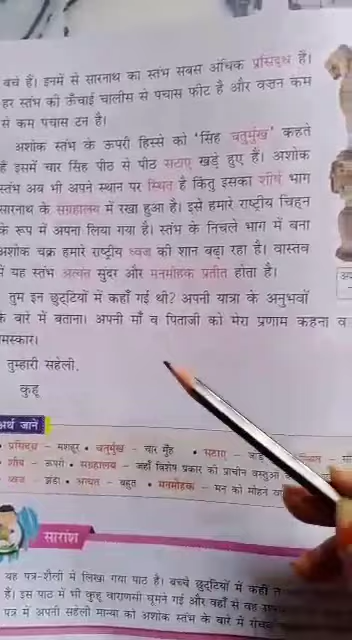 बचे हैं। इनमें से सारनाथ का स्तंभ सबसे अधिक प्रसिद्ध है।
हर स्तंभ की ऊँचाई चालीस से पचास फीट है और वज़न कम
से कम पचास टन है।
अशोक स्तंभ के ऊपरी हिस्से को 'सिंह चतुर्मुख' कहते
हैं इसमें चार सिंह पीठ से पीठ सटाए खड़े हुए हैं। अशोक
स्तंभ अब भी अपने स्थान पर स्थित है किंतु इसका शीर्ष भाग
सारनाथ के संग्रहालय में रखा हुआ है। इसे हमारे राष्ट्रीय चिह्न
के रूप में अपना लिया गया है। स्तंभ के निचले भाग में बना
अशोक चक्र हमारे राष्ट्रीय ध्वज की शान बढ़ा रहा है। वास्तव
में यह स्तंभ अत्यंत सुंदर और मनमोहक प्रतीत होता है।
तुम इन छुट्टियों में कहाँ गई थी? अपनी यात्रा के अनुभवों
के बारे में बताना। अपनी माँ व पिताजी को मेरा प्रणाम कहना व
नमस्कार।
तुम्हारी सहेली,
कुहू
अर्थ जानें
• प्रसिद्ध – मशहूर • चतुर्मुख – चार मुँह • सटाए –
• शीर्ष – ऊपरी • संग्रहालय – जहाँ विशेष प्रकार की प्राचीन वस्तुओं
ध्वज – झंडा • अत्यंत – बहुत • मनमोहक – मन को मोहने
सारांश
यह पत्र-शैली में लिखा गया पाठ है। बच्चे छुट्टियों में कहीं न
है। इस पाठ में भी कुहू वाराणसी घूमने गई और वहाँ से वह
पत्र में अपनी सहेली मान्या को अशोक स्तंभ के बारे में